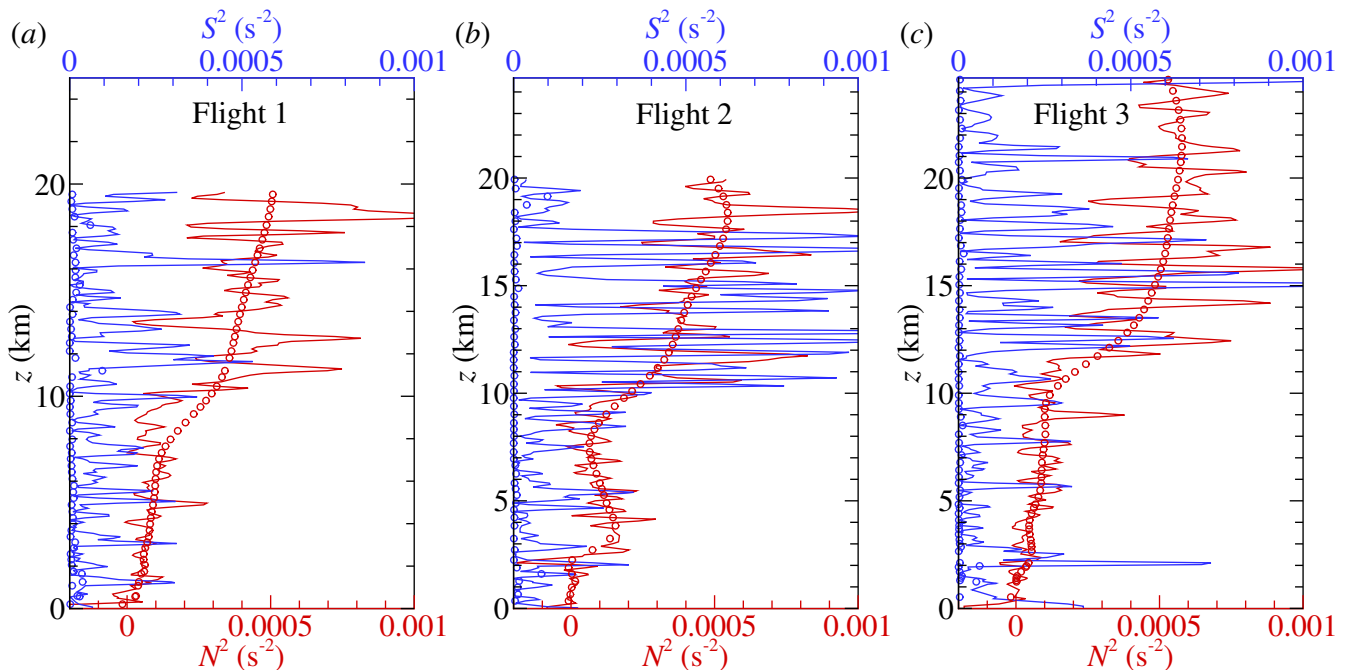 (a)
S² (s⁻²)
0 0.0005 0.001
Flight 1
z (km)
20
10
0
0 0.0005 0.001
N² (s⁻²)
(b)
S² (s⁻²)
0 0.0005 0.001
Flight 2
z (km)
20
15
10
5
0
0 0.0005 0.001
N² (s⁻²)
(c)
S² (s⁻²)
0 0.0005 0.001
Flight 3
z (km)
25
20
15
10
5
0
0 0.0005 0.001
N² (s⁻²)